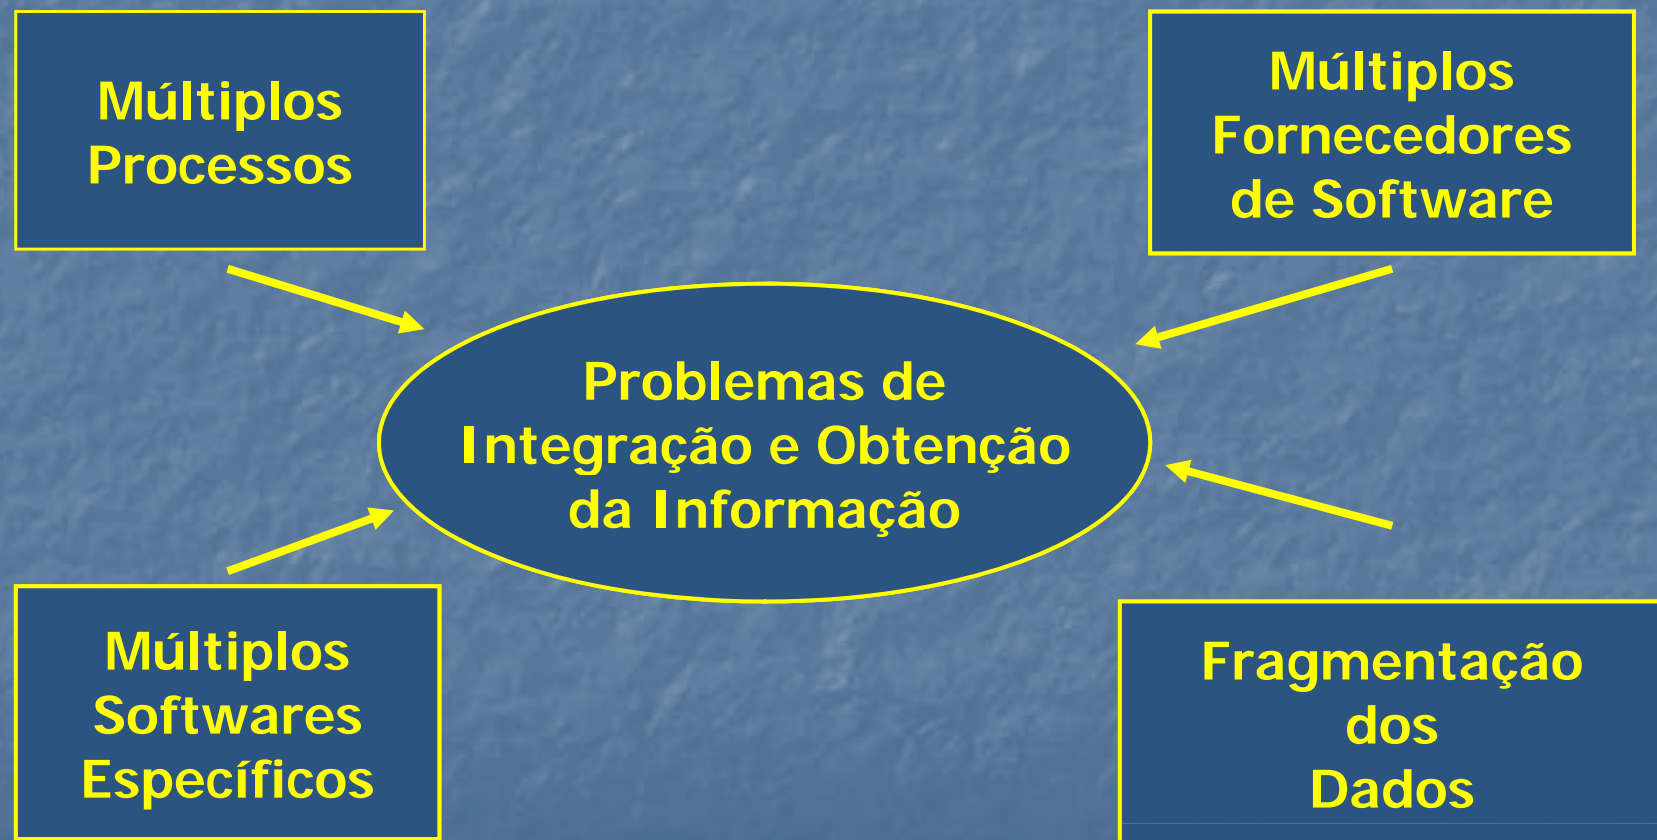 Múltiplos
Processos
Múltiplos
Fornecedores
de Software
Problemas de
Integração e Obtenção
da Informação
Múltiplos
Softwares
Específicos
Fragmentação
dos
Dados